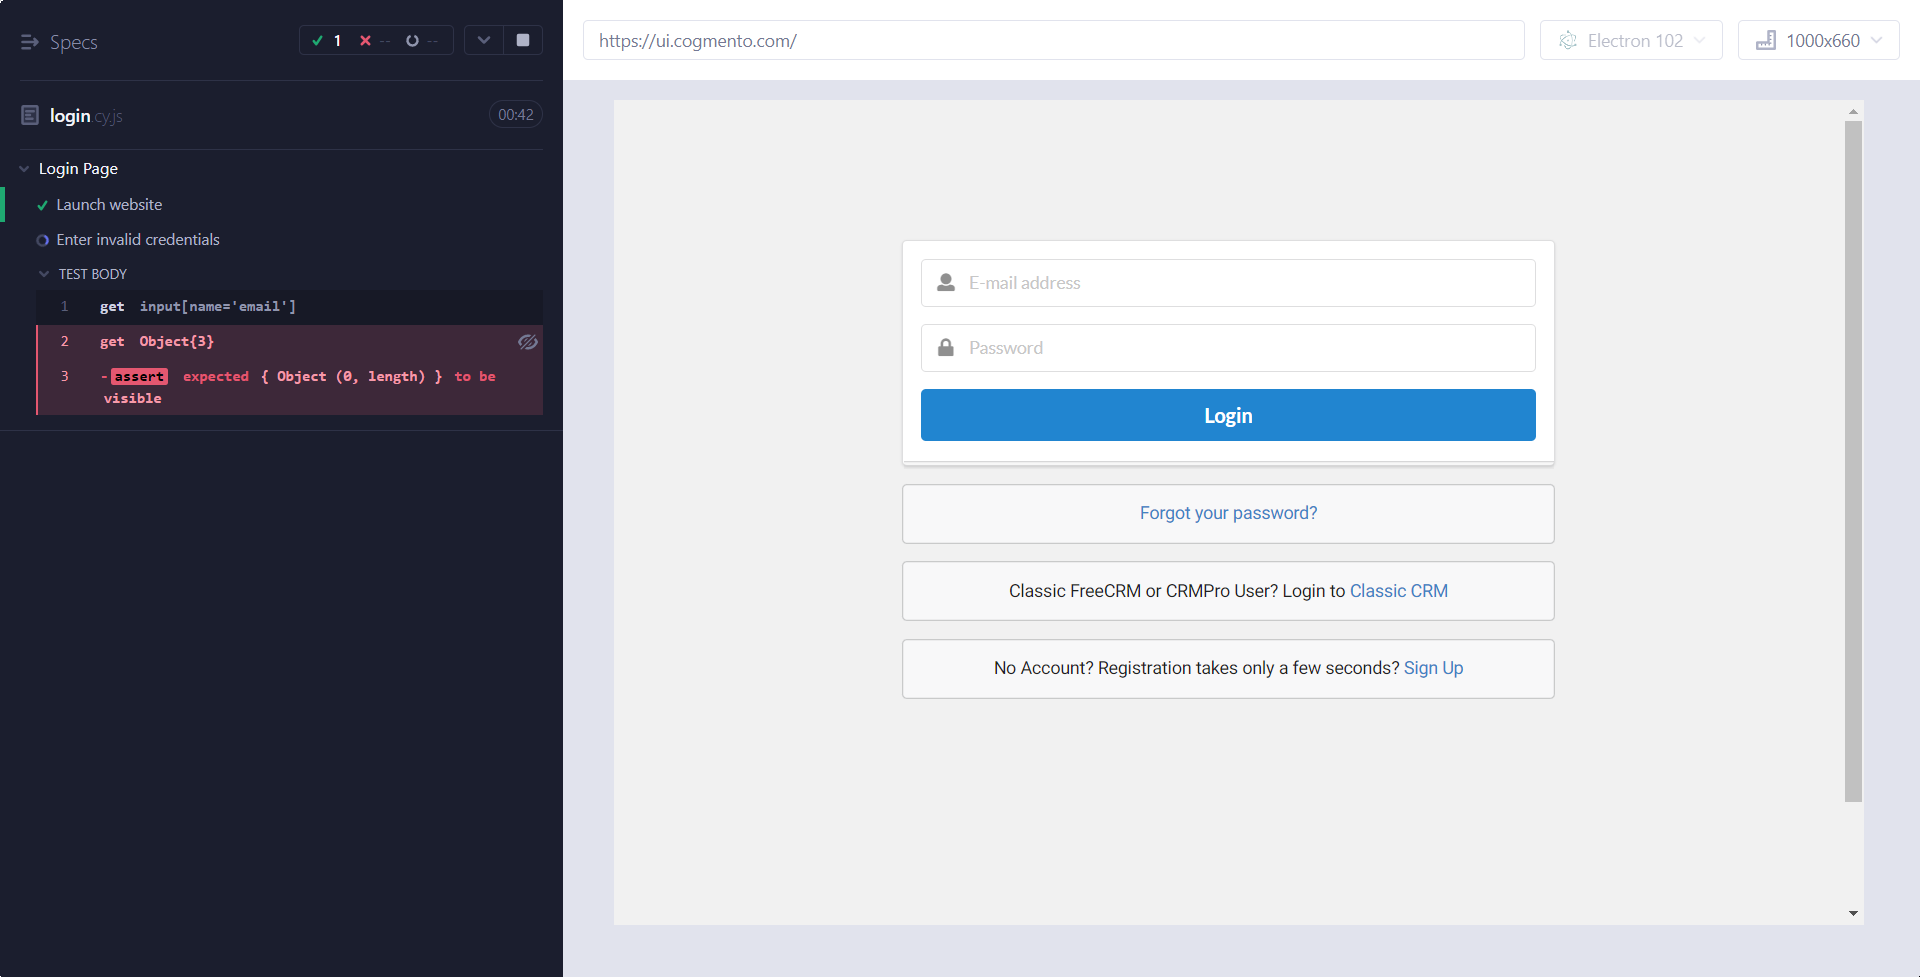 Specs
1 -- --
login.cy.js
00:42
Login Page
Launch website
Enter invalid credentials
TEST BODY
1 get input[name='email']
2 get Object{3}
3 -assert expected { Object (0, length) } to be
visible
https://ui.cogmento.com/
Electron 102
1000x660
E-mail address
Password
Login
Forgot your password?
Classic FreeCRM or CRMPro User? Login to Classic CRM
No Account? Registration takes only a few seconds? Sign Up